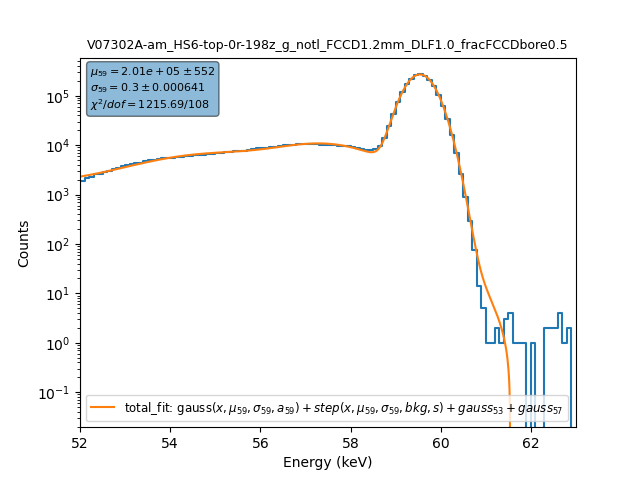 V07302A-am_HS6-top-0r-198z_g_notl_FCCD1.2mm_DLF1.0_fracFCCDbore0.5
μ₅₉ = 2.01e + 05 ± 552
σ₅₉ = 0.3 ± 0.000641
χ²/dof = 1215.69/108
10⁵
10⁴
10³
10²
10¹
10⁰
10⁻¹
Counts
total_fit: gauss(x, μ₅₉, σ₅₉, a₅₉) + step(x, μ₅₉, σ₅₉, bkg, s) + gauss₅₃ + gauss₅₇
52 54 56 58 60 62
Energy (keV)